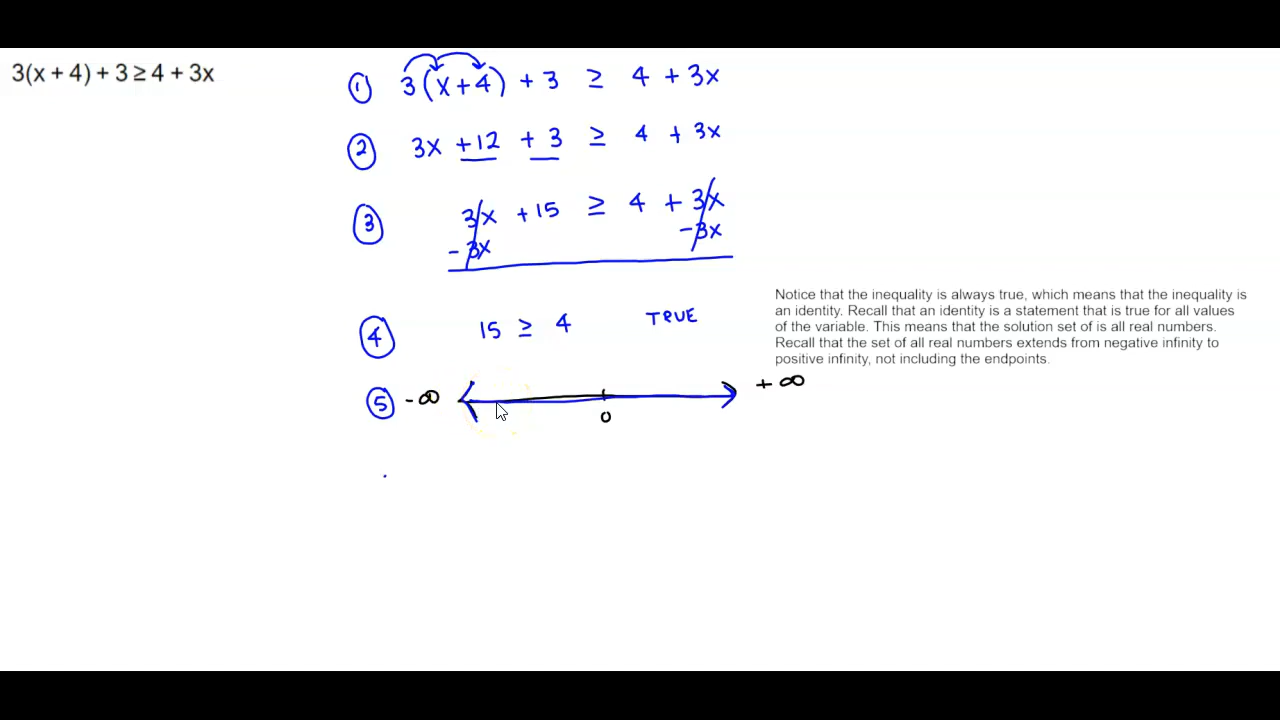 3(x + 4) + 3 ≥ 4 + 3x
① 3(x+4) + 3 ≥ 4 + 3x
② 3x +12 + 3 ≥ 4 + 3x
③ 3x +15 ≥ 4 + 3x
-3x -3x
④ 15 ≥ 4 TRUE
Notice that the inequality is always true, which means that the inequality is
an identity. Recall that an identity is a statement that is true for all values
of the variable. This means that the solution set of is all real numbers.
Recall that the set of all real numbers extends from negative infinity to
positive infinity, not including the endpoints.
⑤ -∞ +∞
0